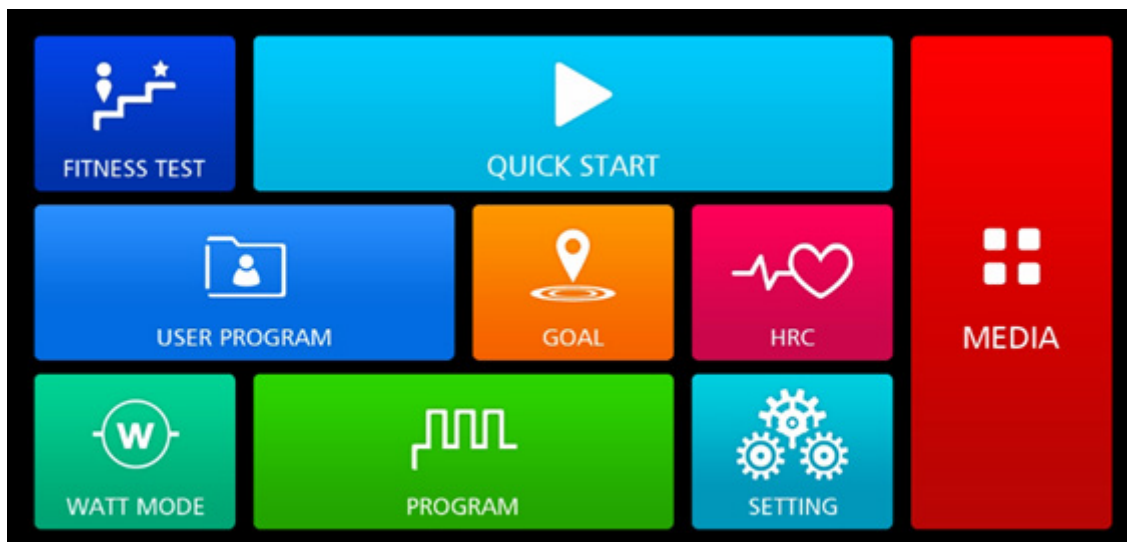 FITNESS TEST
QUICK START
USER PROGRAM
GOAL
HRC
MEDIA
W
WATT MODE
PROGRAM
SETTING